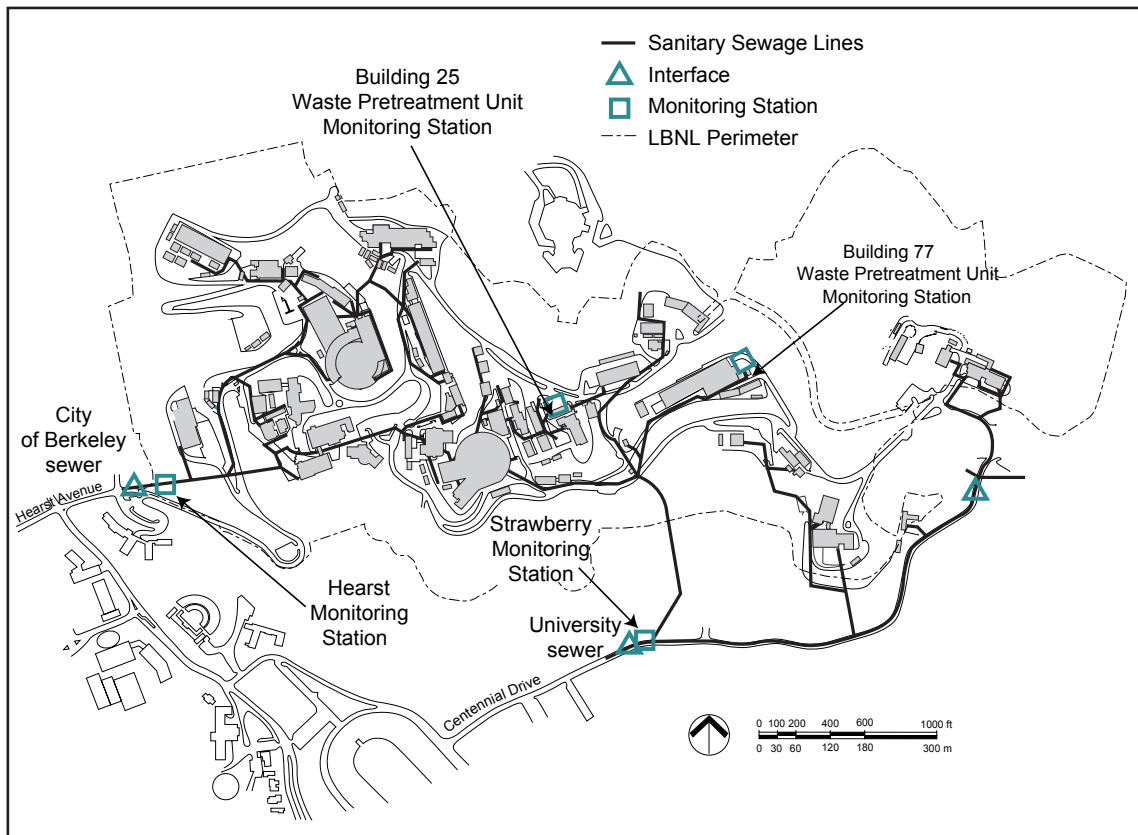 Sanitary Sewage Lines
Interface
Monitoring Station
LBNL Perimeter
Building 25
Waste Pretreatment Unit
Monitoring Station
Building 77
Waste Pretreatment Unit
Monitoring Station
City
of Berkeley
sewer
Hearst Avenue
Hearst
Monitoring
Station
Strawberry
Monitoring
Station
University
sewer
Centennial Drive
0 100 200 400 600 1000 ft
0 30 60 120 180 300 m